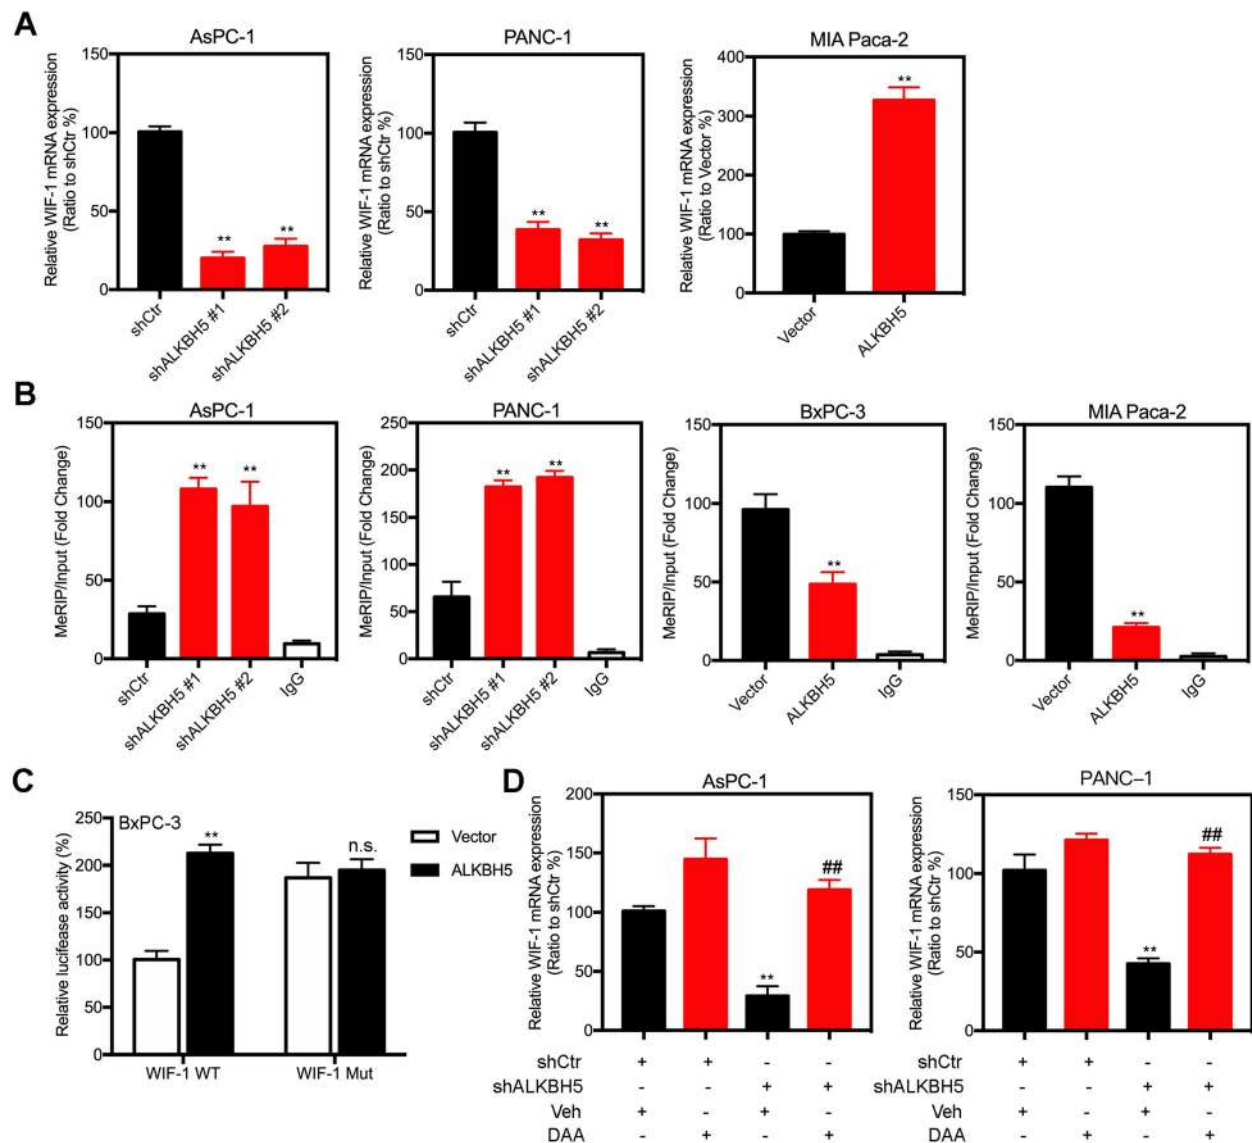 A
AsPC-1
Relative WIF-1 mRNA expression
(Ratio to shCtr %)
150
100
50
0
**
**
shCtr
shALKBH5 #1
shALKBH5 #2
PANC-1
Relative WIF-1 mRNA expression
(Ratio to shCtr %)
150
100
50
0
**
**
shCtr
shALKBH5 #1
shALKBH5 #2
MIA Paca-2
Relative WIF-1 mRNA expression
(Ratio to Vector %)
400
300
200
100
0
**
Vector
ALKBH5
B
AsPC-1
MeRIP/Input (Fold Change)
150
100
50
0
**
**
shCtr
shALKBH5 #1
shALKBH5 #2
IgG
PANC-1
MeRIP/Input (Fold Change)
250
200
150
100
50
0
**
**
shCtr
shALKBH5 #1
shALKBH5 #2
IgG
BxPC-3
MeRIP/Input (Fold Change)
150
100
50
0
**
Vector
ALKBH5
IgG
MIA Paca-2
MeRIP/Input (Fold Change)
150
100
50
0
**
Vector
ALKBH5
IgG
C
BxPC-3
Relative lucifease activity (%)
250
200
150
100
50
0
**
n.s.
WIF-1 WT
WIF-1 Mut
Vector
ALKBH5
D
AsPC-1
Relative WIF-1 mRNA expression
(Ratio to shCtr %)
200
150
100
50
0
**
##
shCtr + + - -
shALKBH5 - - + +
Veh + - + -
DAA - + - +
PANC–1
Relative WIF-1 mRNA expression
(Ratio to shCtr %)
150
100
50
0
**
##
shCtr + + - -
shALKBH5 - - + +
Veh + - + -
DAA - + - +